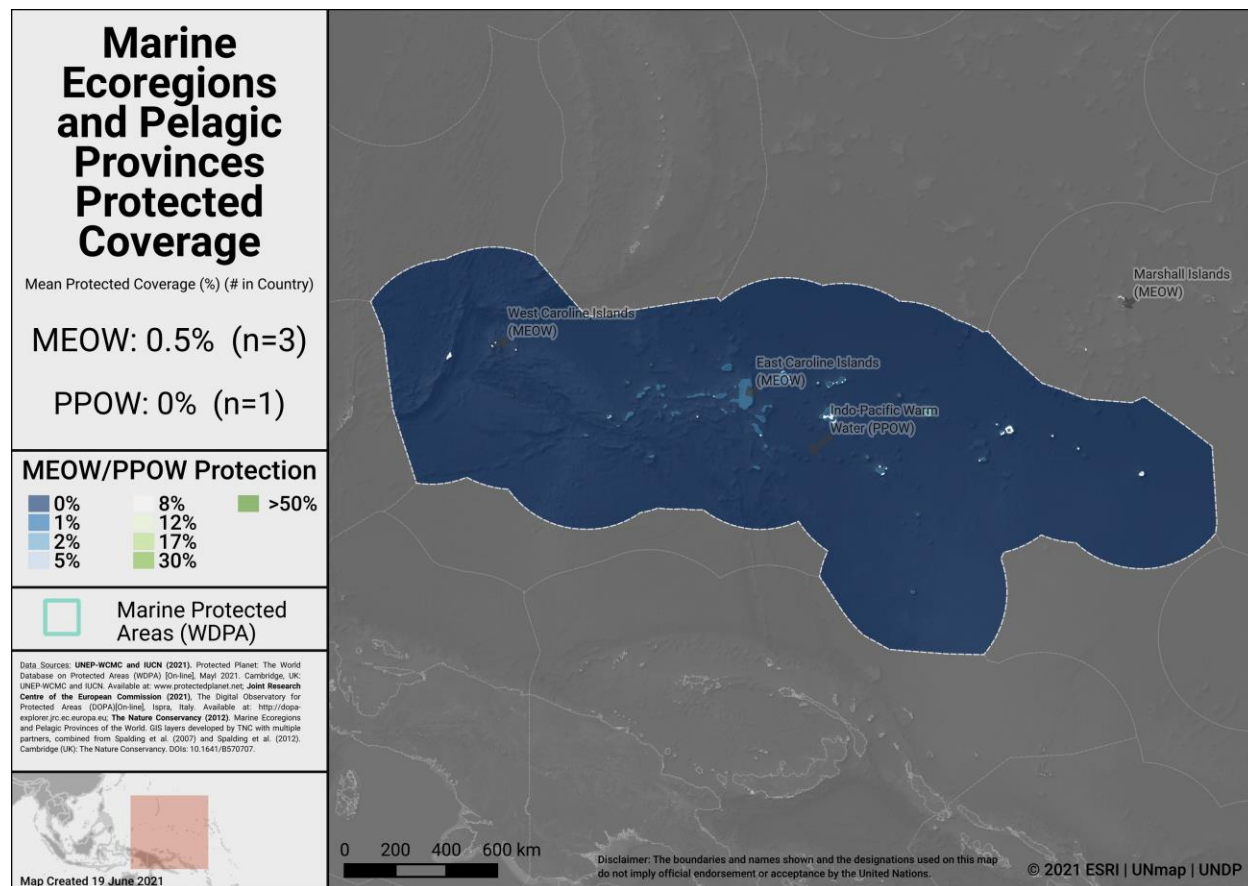 Marine
Ecoregions
and Pelagic
Provinces
Protected
Coverage
Mean Protected Coverage (%) (# in Country)
MEOW: 0.5% (n=3)
PPOW: 0% (n=1)
MEOW/PPOW Protection
0%
1%
2%
5%
8%
12%
17%
30%
>50%
Marine Protected
Areas (WDPA)
Data Sources: UNEP-WCMC and IUCN (2021). Protected Planet: The World
Database on Protected Areas (WDPA) [On-line], Mayl 2021. Cambridge, UK:
UNEP-WCMC and IUCN. Available at: www.protectedplanet.net; Joint Research
Centre of the European Commission (2021), The Digital Observatory for
Protected Areas (DOPA)[On-line], Ispra, Italy. Available at: http://dopa-
explorer.jrc.ec.europa.eu; The Nature Conservancy (2012). Marine Ecoregions
and Pelagic Provinces of the World. GIS layers developed by TNC with multiple
partners, combined from Spalding et al. (2007) and Spalding et al. (2012).
Cambridge (UK): The Nature Conservancy. DOIs: 10.1641/B570707.
Map Created 19 June 2021
West Caroline Islands
(MEOW)
East Caroline Islands
(MEOW)
Indo-Pacific Warm
Water (PPOW)
Marshall Islands
(MEOW)
0 200 400 600 km
Disclaimer: The boundaries and names shown and the designations used on this map
do not imply official endorsement or acceptance by the United Nations.
© 2021 ESRI | UNmap | UNDP